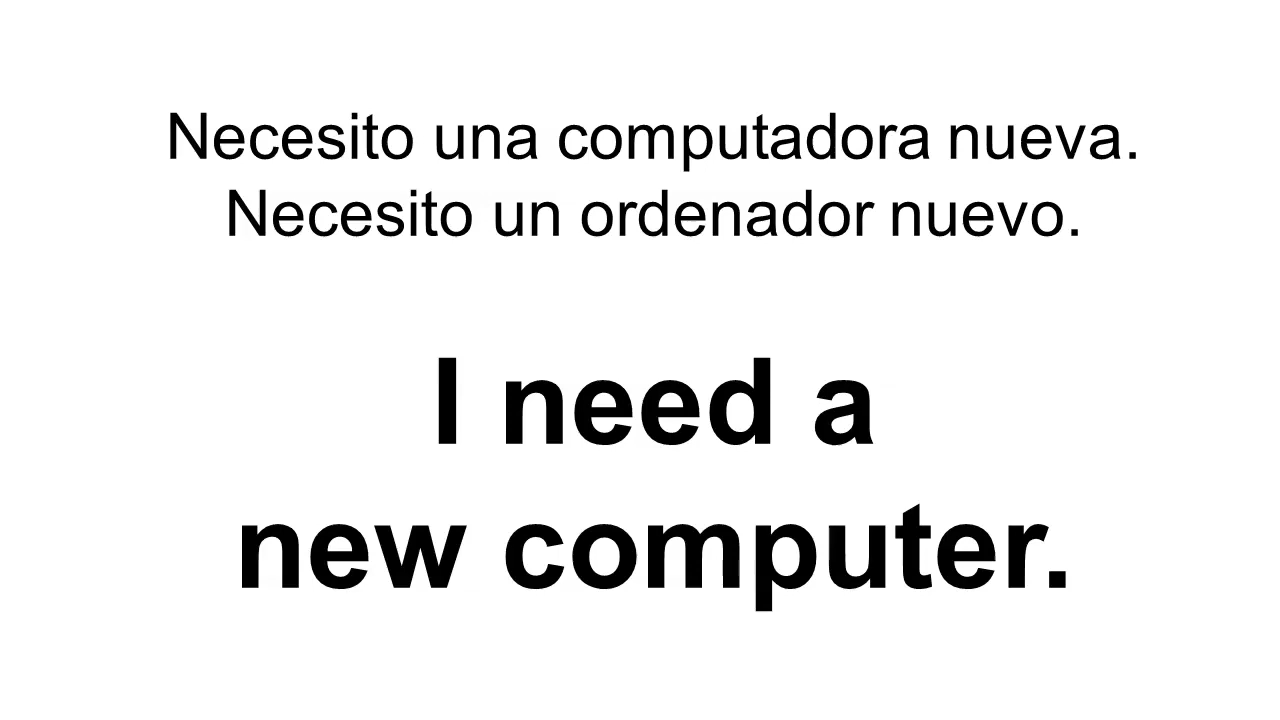 Necesito una computadora nueva.
Necesito un ordenador nuevo.
I need a
new computer.